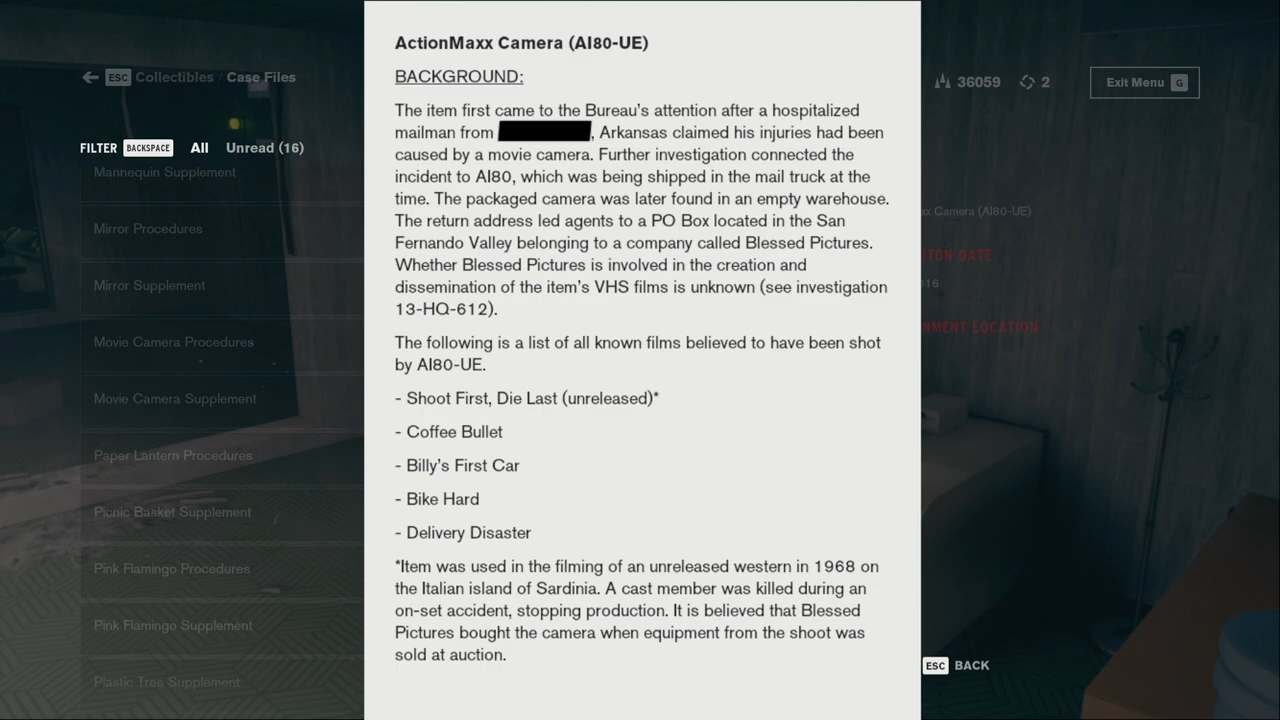 ActionMaxx Camera (AI80-UE)
BACKGROUND:
The item first came to the Bureau's attention after a hospitalized
mailman from , Arkansas claimed his injuries had been
caused by a movie camera. Further investigation connected the
incident to AI80, which was being shipped in the mail truck at the
time. The packaged camera was later found in an empty warehouse.
The return address led agents to a PO Box located in the San
Fernando Valley belonging to a company called Blessed Pictures.
Whether Blessed Pictures is involved in the creation and
dissemination of the item's VHS films is unknown (see investigation
13-HQ-612).
The following is a list of all known films believed to have been shot
by AI80-UE.
- Shoot First, Die Last (unreleased)*
- Coffee Bullet
- Billy's First Car
- Bike Hard
- Delivery Disaster
*Item was used in the filming of an unreleased western in 1968 on
the Italian island of Sardinia. A cast member was killed during an
on-set accident, stopping production. It is believed that Blessed
Pictures bought the camera when equipment from the shoot was
sold at auction.
ESC Collectibles / Case Files
FILTER BACKSPACE All Unread (16)
Mannequin Supplement
Mirror Procedures
Mirror Supplement
Movie Camera Procedures
Movie Camera Supplement
Paper Lantern Procedures
Picnic Basket Supplement
Pink Flamingo Procedures
Pink Flamingo Supplement
Plastic Tree Supplement
36059 2
Exit Menu G
Camera (AI80-UE)
DATE
LOCATION
ESC BACK